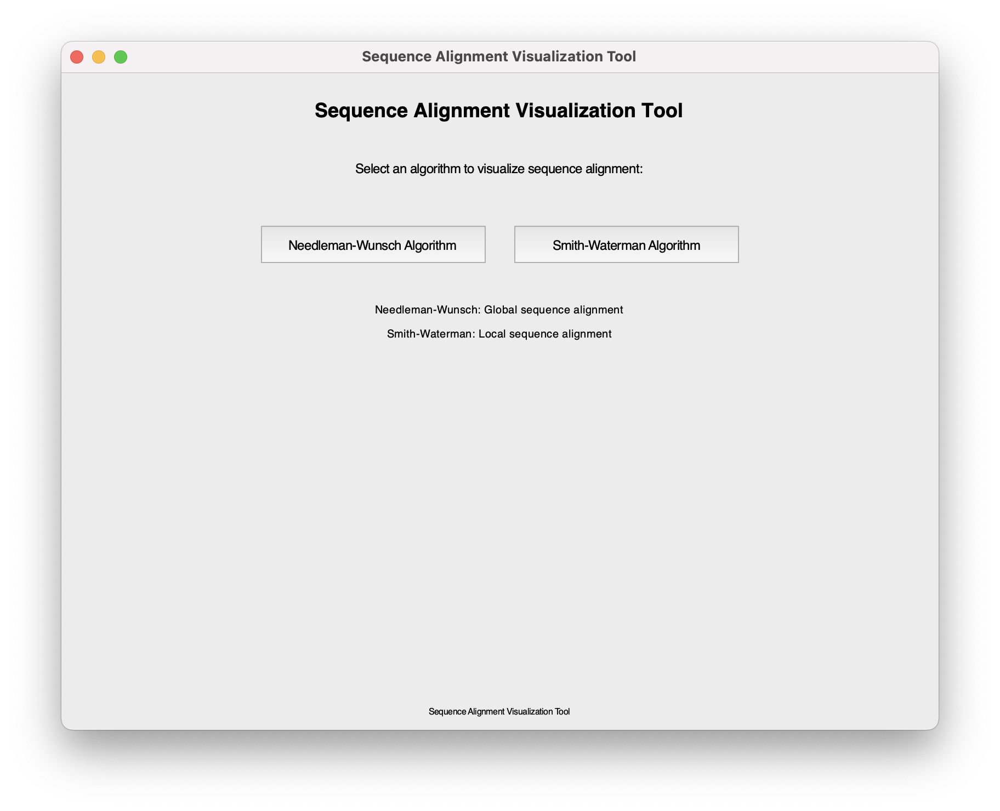 Sequence Alignment Visualization Tool
Sequence Alignment Visualization Tool
Select an algorithm to visualize sequence alignment:
Needleman-Wunsch Algorithm
Smith-Waterman Algorithm
Needleman-Wunsch: Global sequence alignment
Smith-Waterman: Local sequence alignment
Sequence Alignment Visualization Tool